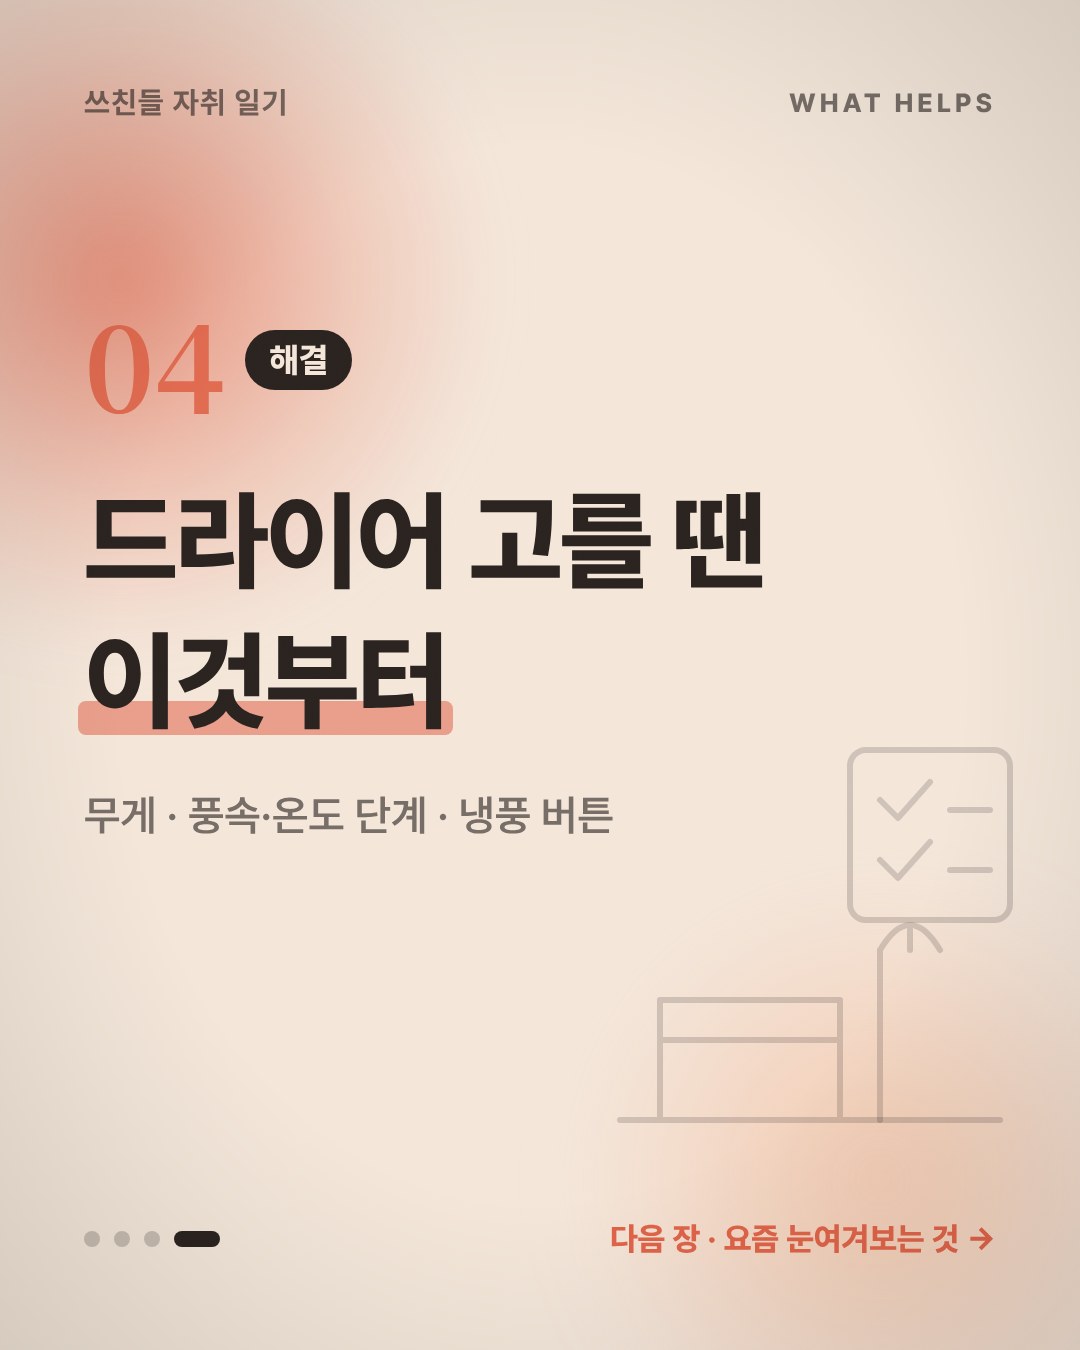 쓰친들 자취 일기
WHAT HELPS
04 해결
드라이어 고를 땐
이것부터
무게 · 풍속·온도 단계 · 냉풍 버튼
다음 장 · 요즘 눈여겨보는 것 →